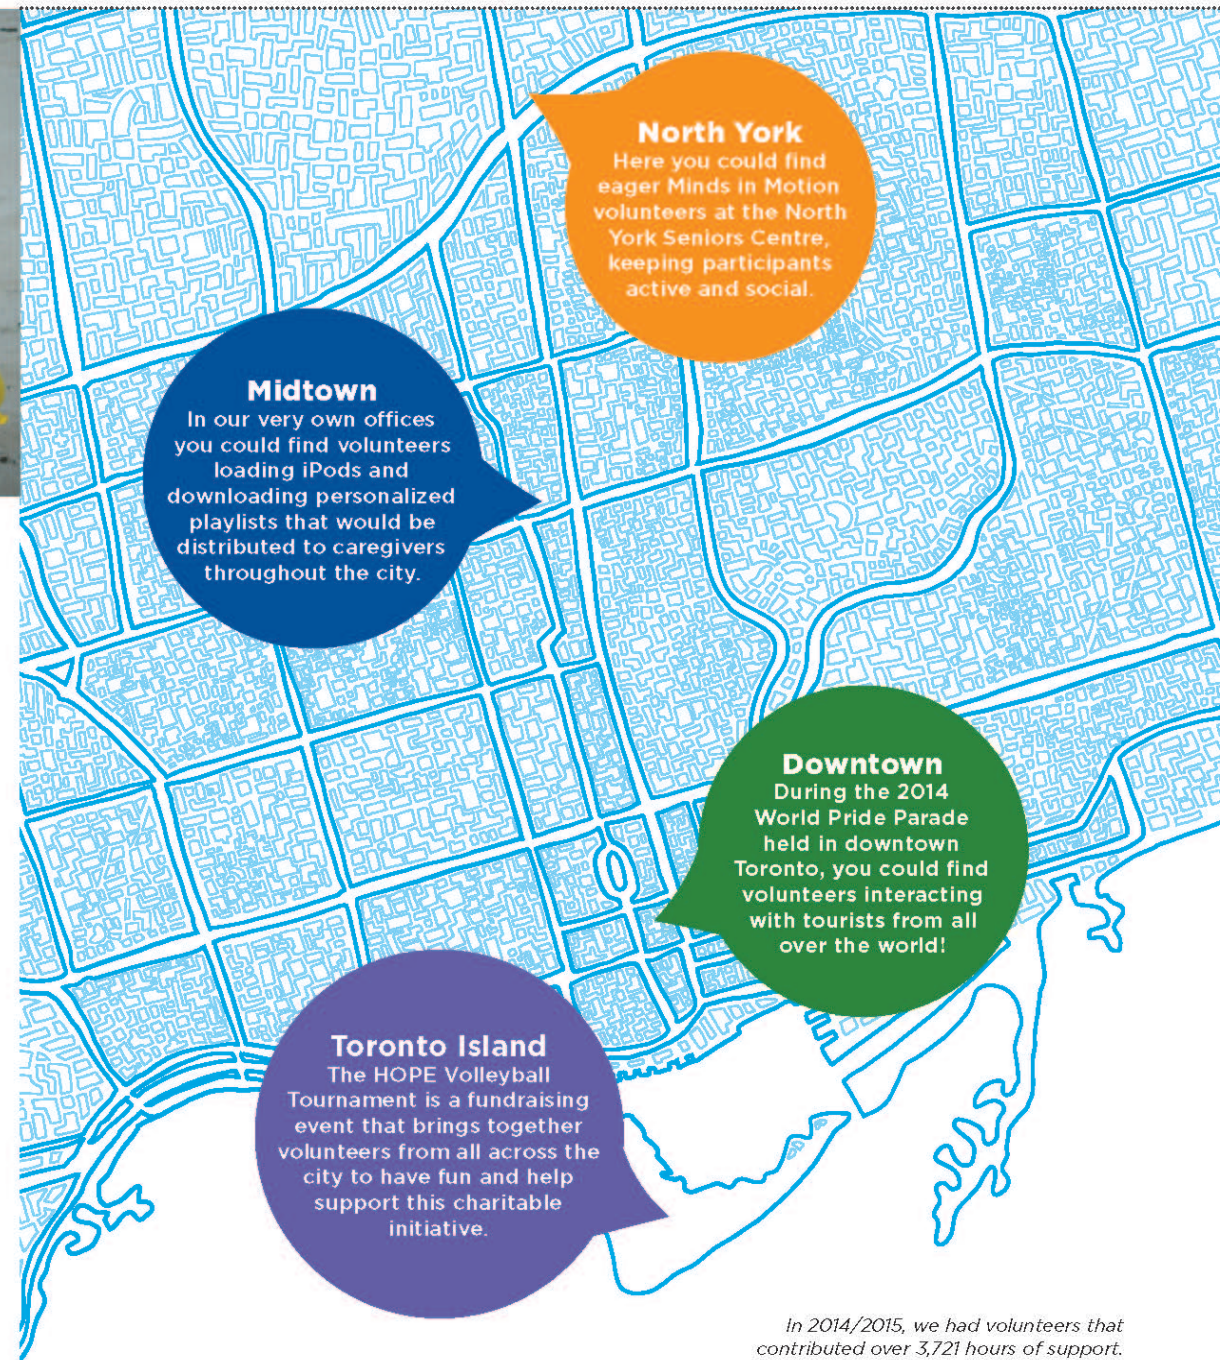 North York
Here you could find
eager Minds in Motion
volunteers at the North
York Seniors Centre,
keeping participants
active and social.
Midtown
In our very own offices
you could find volunteers
loading iPods and
downloading personalized
playlists that would be
distributed to caregivers
throughout the city.
Downtown
During the 2014
World Pride Parade
held in downtown
Toronto, you could find
volunteers interacting
with tourists from all
over the world!
Toronto Island
The HOPE Volleyball
Tournament is a fundraising
event that brings together
volunteers from all across the
city to have fun and help
support this charitable
initiative.
In 2014/2015, we had volunteers that
contributed over 3,721 hours of support.